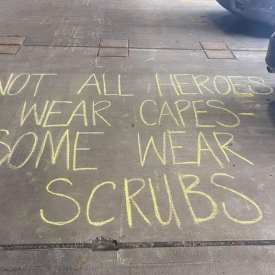 NOT ALL HEROES
WEAR CAPES-
SOME WEAR
SCRUBS